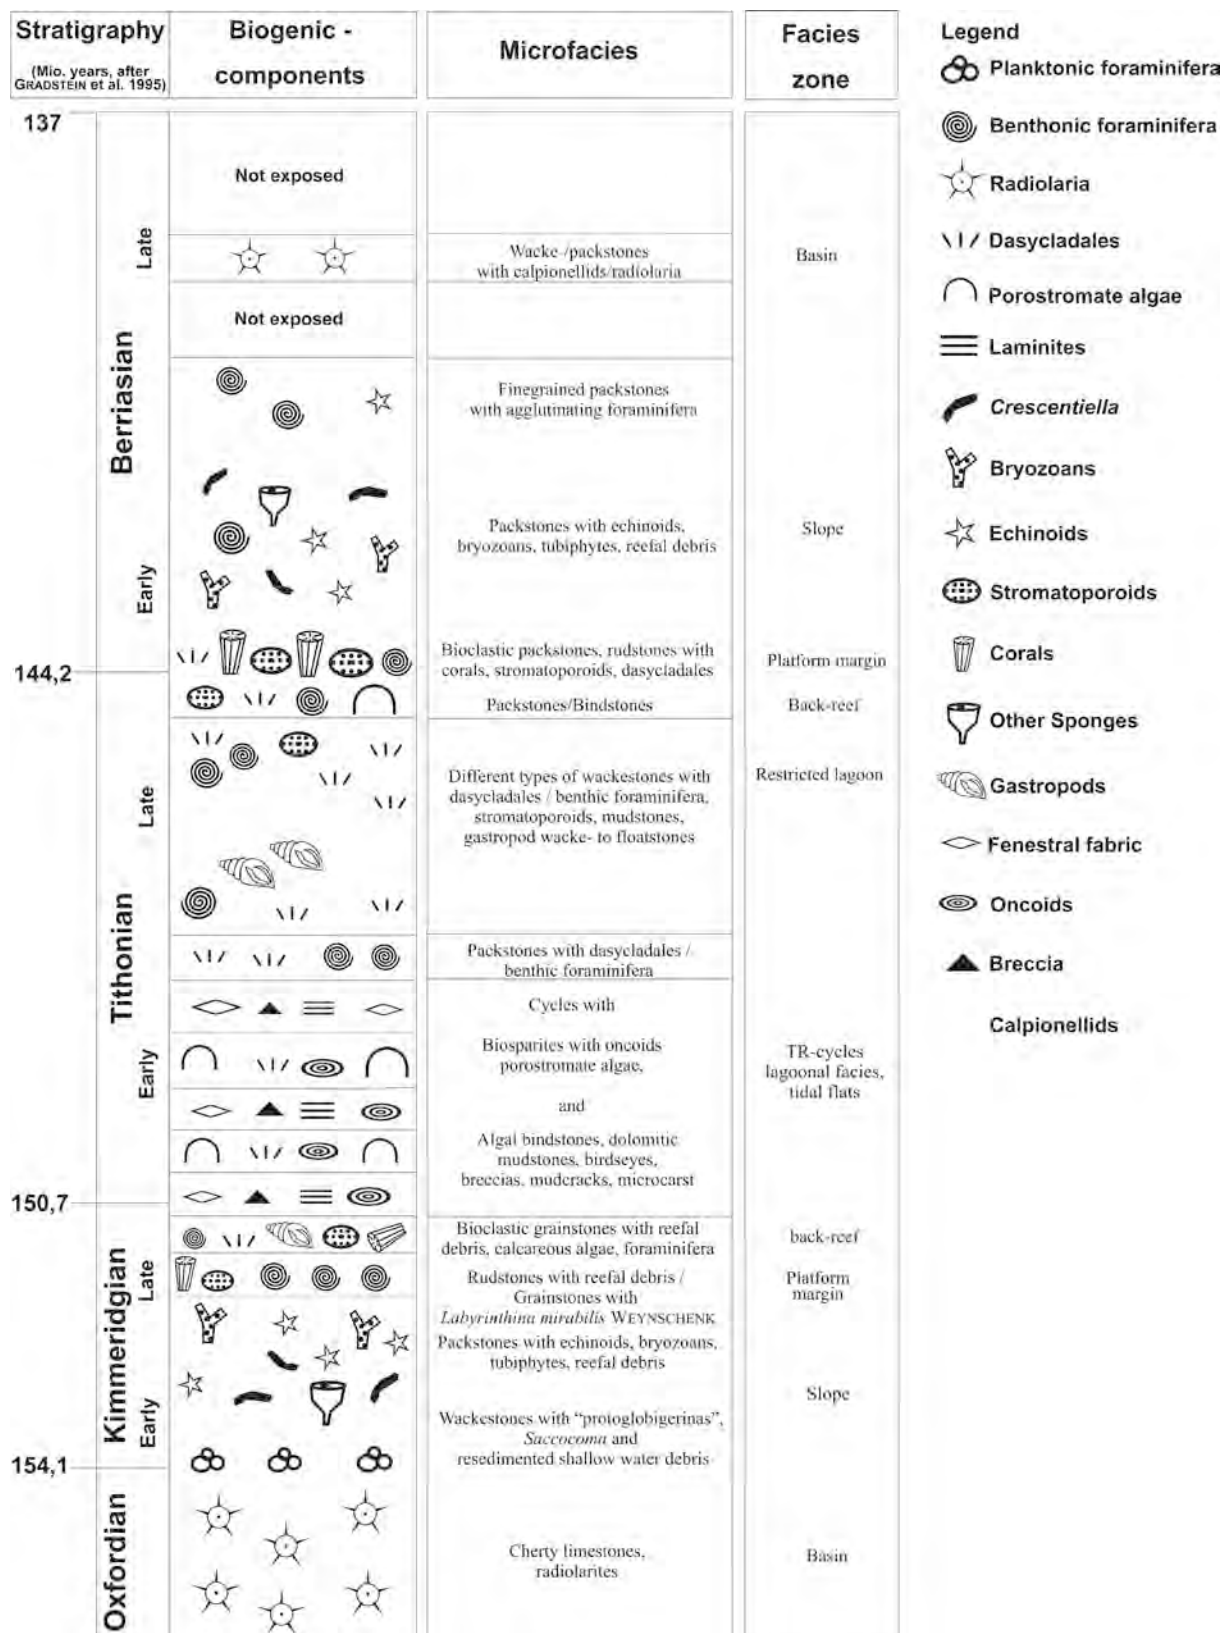 Stratigraphy
(Mio. years, after
GRADSTEIN et al. 1995)
Biogenic -
components
Microfacies
Facies
zone
137
144,2
150,7
154,1
Berriasian
Late
Early
Tithonian
Late
Early
Kimmeridgian
Late
Early
Oxfordian
Not exposed
Not exposed
Wacke-/packstones
with calpionellids/radiolaria
Finegrained packstones
with agglutinating foraminifera
Packstones with echinoids,
bryozoans, tubiphytes, reefal debris
Bioclastic packstones, rudstones with
corals, stromatoporoids, dasycladales
Packstones/Bindstones
Different types of wackestones with
dasycladales / benthic foraminifera,
stromatoporoids, mudstones,
gastropod wacke- to floatstones
Packstones with dasycladales /
benthic foraminifera
Cycles with
Biosparites with oncoids
porostromate algae,
and
Algal bindstones, dolomitic
mudstones, birdseyes,
breccias, mudcracks, microcarst
Bioclastic grainstones with reefal
debris, calcareous algae, foraminifera
Rudstones with reefal debris /
Grainstones with
Labyrinthina mirabilis WEYNSCHENK
Packstones with echinoids, bryozoans,
tubiphytes, reefal debris
Wackestones with “protoglobigerinas”,
Saccocoma and
resedimented shallow water debris
Cherty limestones,
radiolarites
Basin
Slope
Platform margin
Back-reef
Restricted lagoon
TR-cycles
lagoonal facies,
tidal flats
back-reef
Platform
margin
Slope
Basin
Legend
Planktonic foraminifera
Benthonic foraminifera
Radiolaria
Dasycladales
Porostromate algae
Laminites
Crescentiella
Bryozoans
Echinoids
Stromatoporoids
Corals
Other Sponges
Gastropods
Fenestral fabric
Oncoids
Breccia
Calpionellids